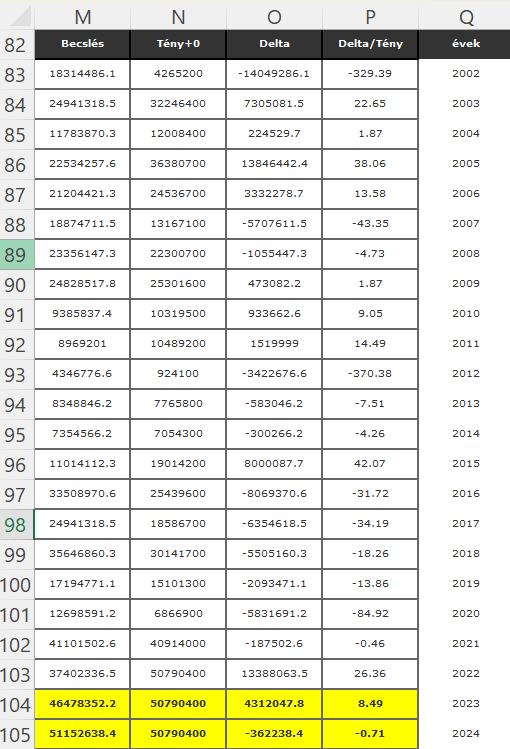 M N O P Q
82 Becslés Tény+0 Delta Delta/Tény évek
83 18314486.1 4265200 -14049286.1 -329.39 2002
84 24941318.5 32246400 7305081.5 22.65 2003
85 11783870.3 12008400 224529.7 1.87 2004
86 22534257.6 36380700 13846442.4 38.06 2005
87 21204421.3 24536700 3332278.7 13.58 2006
88 18874711.5 13167100 -5707611.5 -43.35 2007
89 23356147.3 22300700 -1055447.3 -4.73 2008
90 24828517.8 25301600 473082.2 1.87 2009
91 9385837.4 10319500 933662.6 9.05 2010
92 8969201 10489200 1519999 14.49 2011
93 4346776.6 924100 -3422676.6 -370.38 2012
94 8348846.2 7765800 -583046.2 -7.51 2013
95 7354566.2 7054300 -300266.2 -4.26 2014
96 11014112.3 19014200 8000087.7 42.07 2015
97 33508970.6 25439600 -8069370.6 -31.72 2016
98 24941318.5 18586700 -6354618.5 -34.19 2017
99 35646860.3 30141700 -5505160.3 -18.26 2018
100 17194771.1 15101300 -2093471.1 -13.86 2019
101 12698591.2 6866900 -5831691.2 -84.92 2020
102 41101502.6 40914000 -187502.6 -0.46 2021
103 37402336.5 50790400 13388063.5 26.36 2022
104 46478352.2 50790400 4312047.8 8.49 2023
105 51152638.4 50790400 -362238.4 -0.71 2024